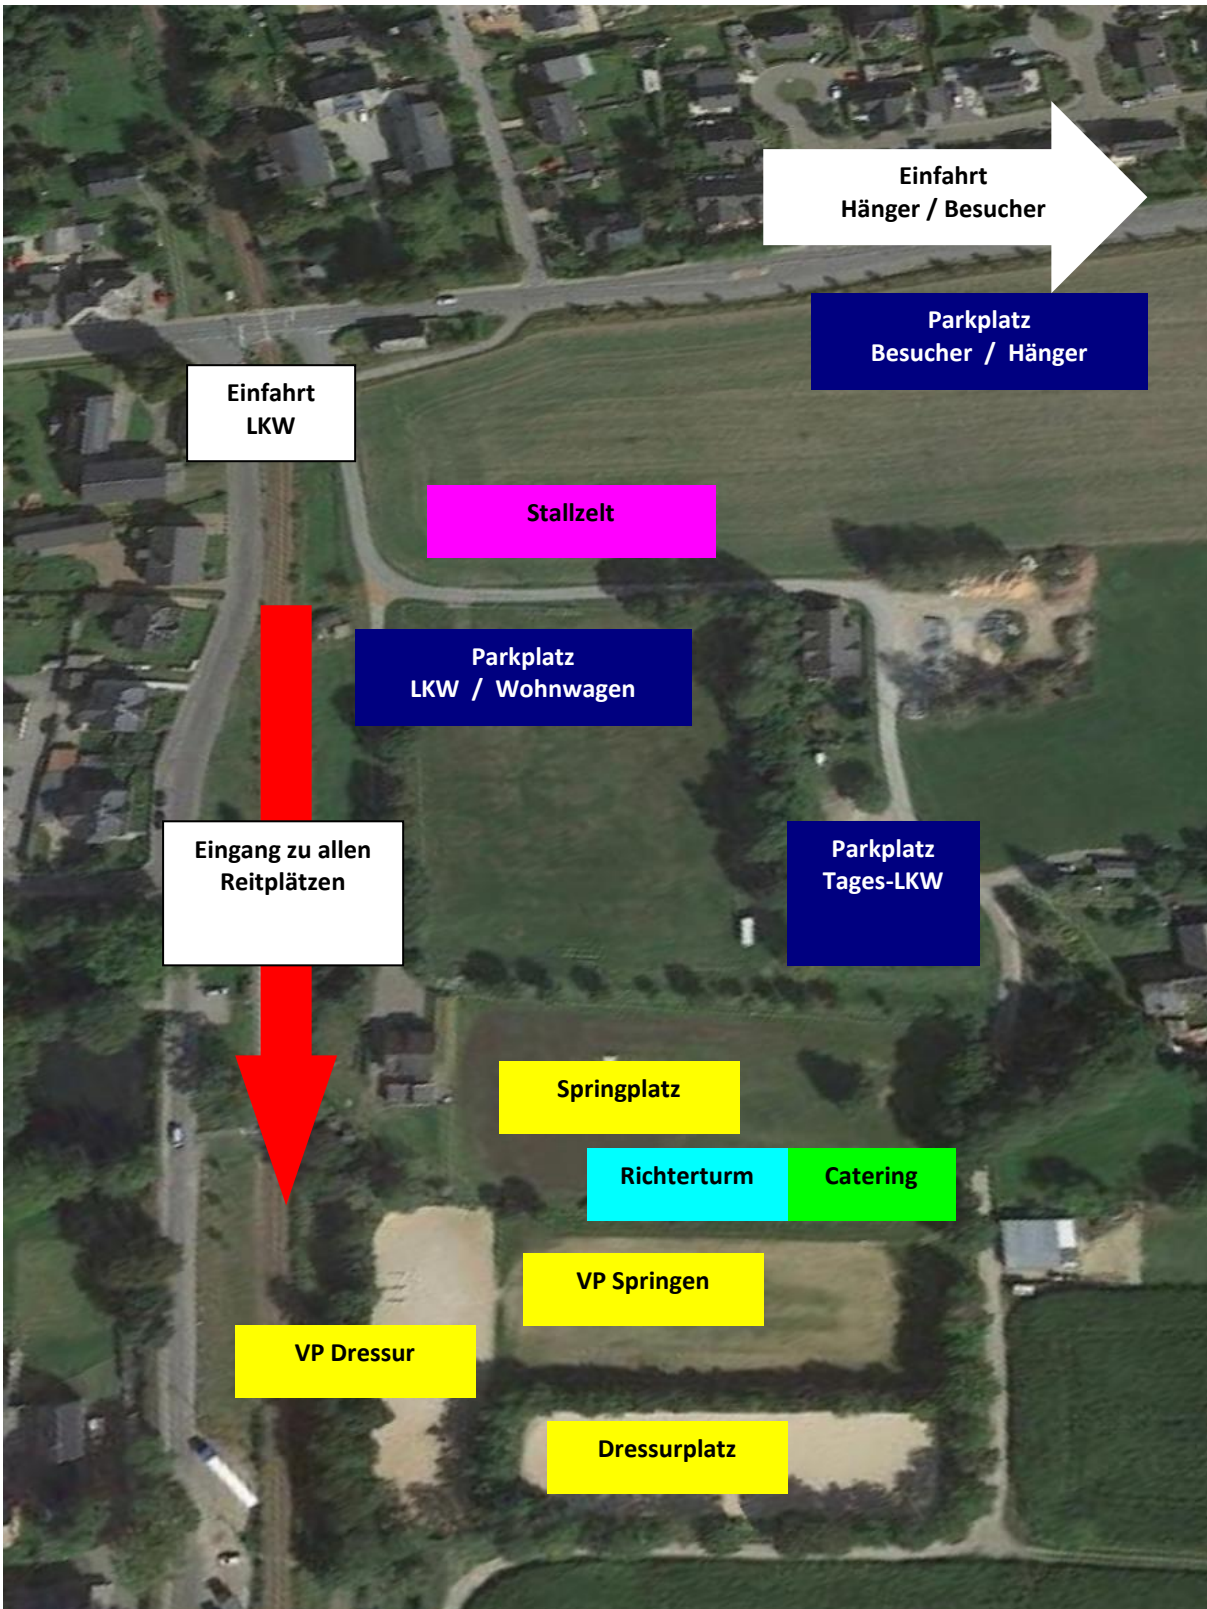 Einfahrt
Hänger / Besucher
Parkplatz
Besucher / Hänger
Einfahrt
LKW
Stallzelt
Parkplatz
LKW / Wohnwagen
Eingang zu allen
Reitplätzen
Parkplatz
Tages-LKW
Springplatz
Richterturm
Catering
VP Springen
VP Dressur
Dressurplatz